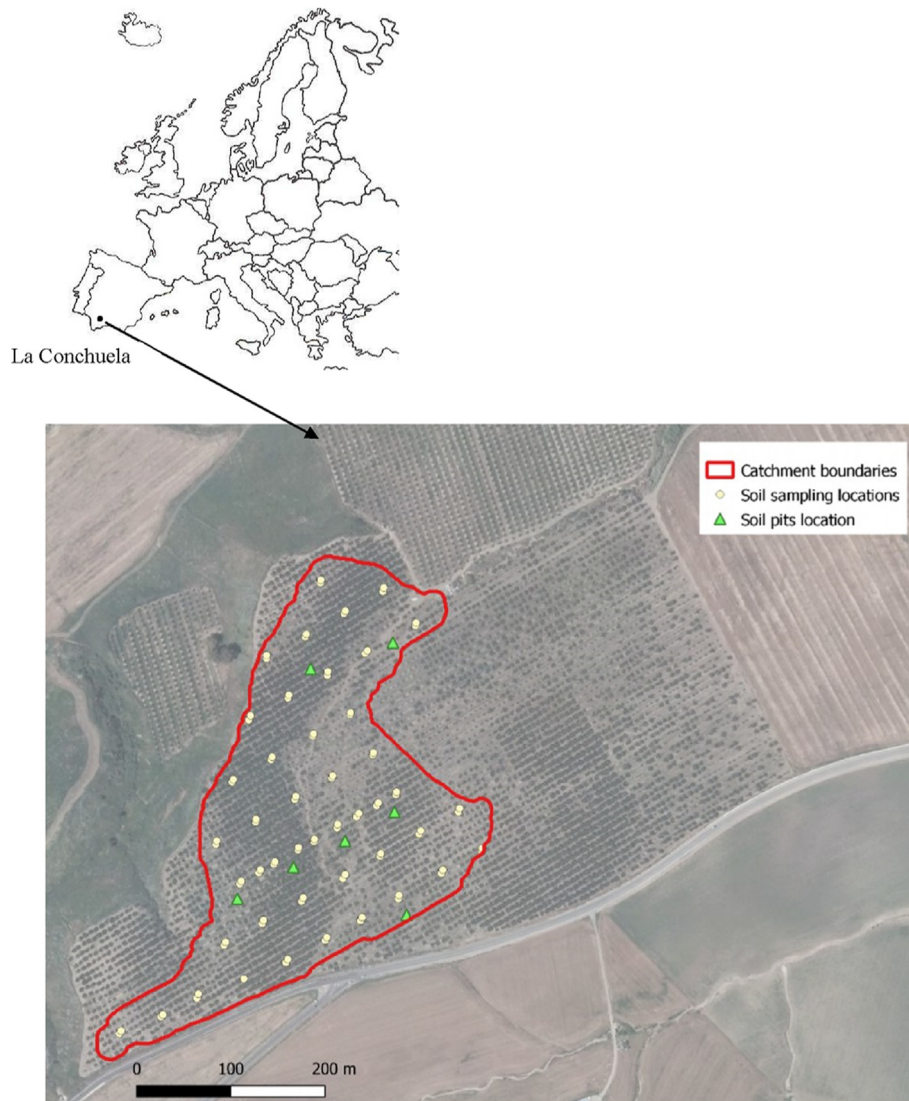 La Conchuela
Catchment boundaries
Soil sampling locations
Soil pits location
0 100 200 m